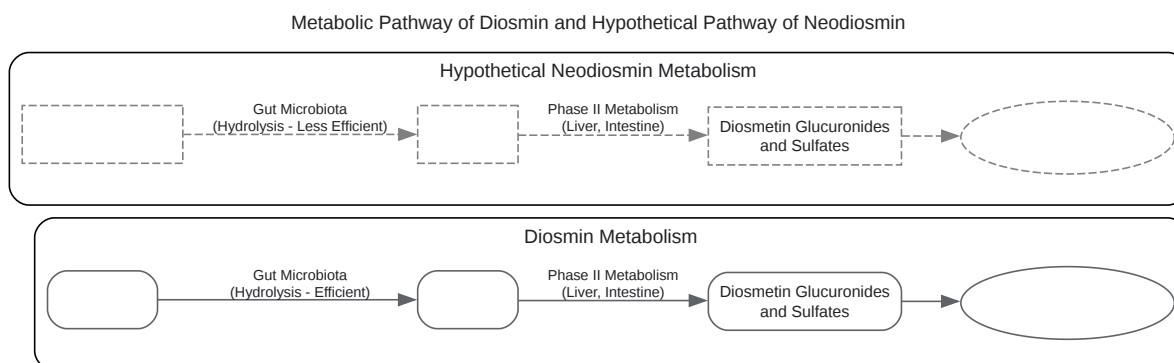 Metabolic Pathway of Diosmin and Hypothetical Pathway of Neodiosmin
Hypothetical Neodiosmin Metabolism
Gut Microbiota
(Hydrolysis - Less Efficient)
Phase II Metabolism
(Liver, Intestine)
Diosmetin Glucuronides
and Sulfates
Diosmin Metabolism
Gut Microbiota
(Hydrolysis - Efficient)
Phase II Metabolism
(Liver, Intestine)
Diosmetin Glucuronides
and Sulfates